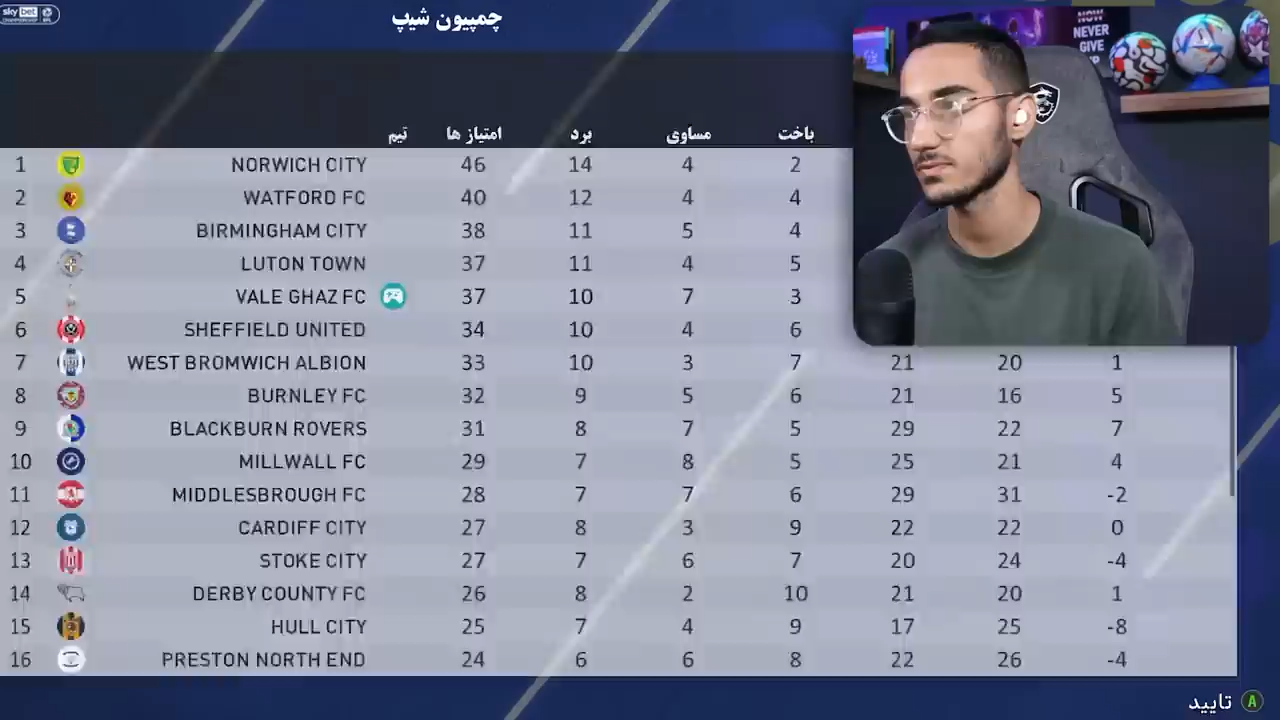 sky bet
چمپیون شیپ
NOW
NEVER
GIVE
UP
تیم امتیاز ها برد مساوی باخت
1 NORWICH CITY 46 14 4 2
2 WATFORD FC 40 12 4 4
3 BIRMINGHAM CITY 38 11 5 4
4 LUTON TOWN 37 11 4 5
5 VALE GHAZ FC 37 10 7 3
6 SHEFFIELD UNITED 34 10 4 6
7 WEST BROMWICH ALBION 33 10 3 7 21 20 1
8 BURNLEY FC 32 9 5 6 21 16 5
9 BLACKBURN ROVERS 31 8 7 5 29 22 7
10 MILLWALL FC 29 7 8 5 25 21 4
11 MIDDLESBROUGH FC 28 7 7 6 29 31 -2
12 CARDIFF CITY 27 8 3 9 22 22 0
13 STOKE CITY 27 7 6 7 20 24 -4
14 DERBY COUNTY FC 26 8 2 10 21 20 1
15 HULL CITY 25 7 4 9 17 25 -8
16 PRESTON NORTH END 24 6 6 8 22 26 -4
تایید A